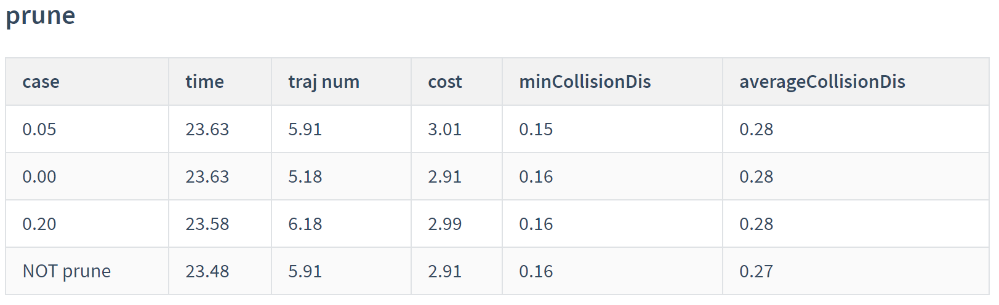 prune
case time traj num cost minCollisionDis averageCollisionDis
0.05 23.63 5.91 3.01 0.15 0.28
0.00 23.63 5.18 2.91 0.16 0.28
0.20 23.58 6.18 2.99 0.16 0.28
NOT prune 23.48 5.91 2.91 0.16 0.27